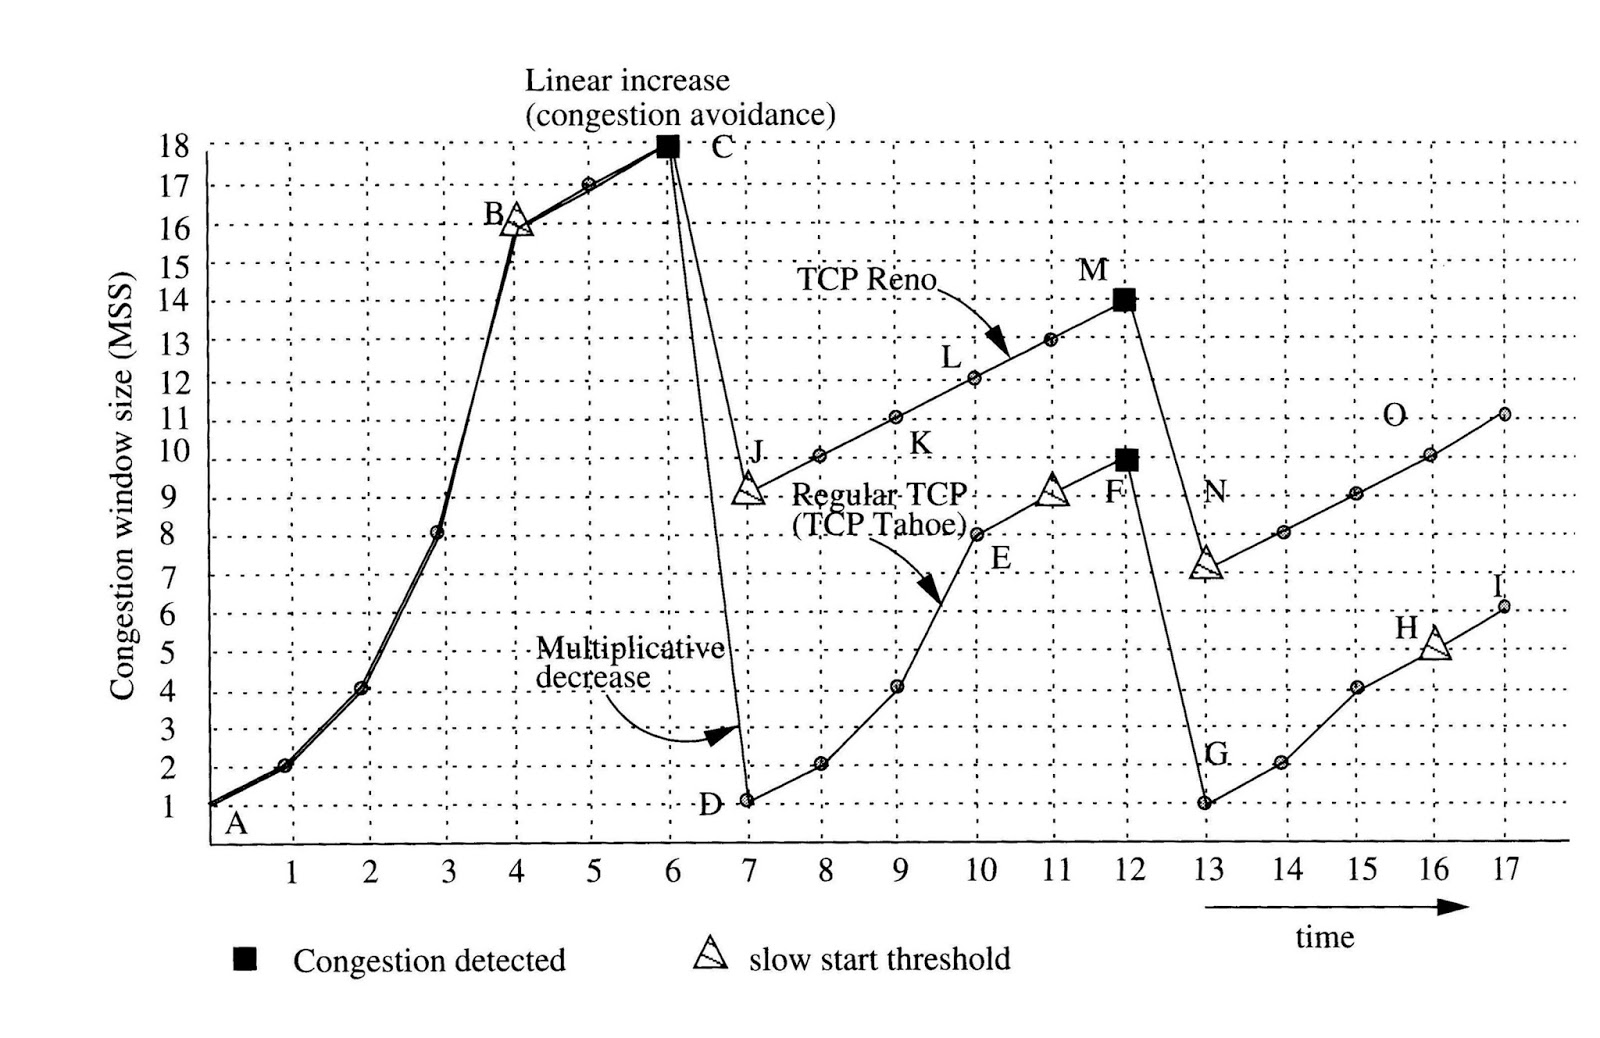 Linear increase
(congestion avoidance)
18
C
17
B
16
15
M
TCP Reno
14
13
L
12
11
O
K
10
J
9
Regular TCP
F
N
(TCP Tahoe)
8
E
7
I
6
H
5
Multiplicative
decrease
4
3
G
2
1
D
A
Congestion window size (MSS)
1 2 3 4 5 6 7 8 9 10 11 12 13 14 15 16 17
time
Congestion detected
slow start threshold